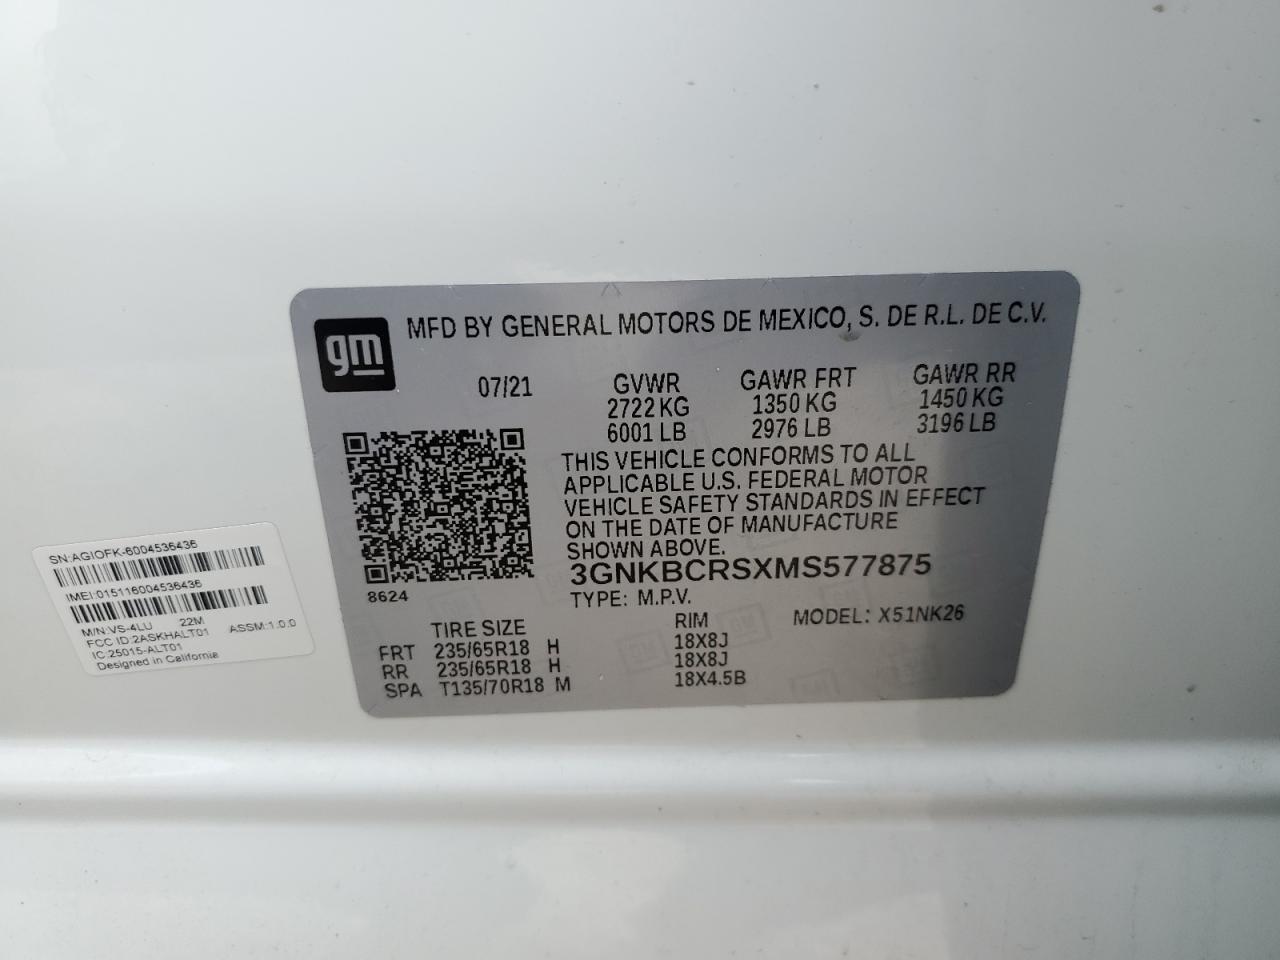 gm
MFD BY GENERAL MOTORS DE MEXICO, S. DE R.L. DE C.V.
07/21 GVWR GAWR FRT GAWR RR
2722 KG 1350 KG 1450 KG
6001 LB 2976 LB 3196 LB
THIS VEHICLE CONFORMS TO ALL
APPLICABLE U.S. FEDERAL MOTOR
VEHICLE SAFETY STANDARDS IN EFFECT
ON THE DATE OF MANUFACTURE
SHOWN ABOVE.
3GNKBCRSXMS577875
8624
TYPE: M.P.V. MODEL: X51NK26
TIRE SIZE RIM
FRT 235/65R18 H 18X8J
RR 235/65R18 H 18X8J
SPA T135/70R18 M 18X4.5B
SN:AGIOFK-6004536436
IMEI:015116004536436
M/N:VS-4LU 22M
FCC ID:2ASKHALT01 ASSM:1.0.0
IC:25015-ALT01
Designed in California